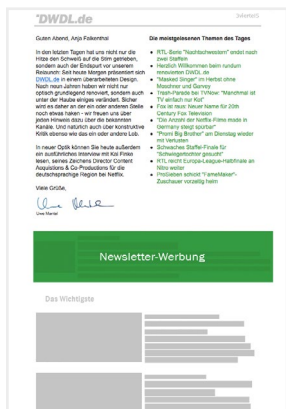 "DWDL.de
Guten Abend, Anja Falkenthal
In den letzten Tagen hat uns nicht nur die
Hitze den Schweiß auf die Stirn getrieben,
sondern auch der Endspurt vor unserem
Relaunch: Seit heute Morgen präsentiert sich
DWDL.de in einem überarbeiteten Design.
Nach neun Jahren haben wir nicht nur
optisch grundlegend renoviert, sondern auch
unter der Haube einiges verändert. Sicher
wird es daher an der ein oder anderen Stelle
noch etwas haken - wir freuen uns über
jeden Hinweis dazu über die bekannten
Kanäle. Und natürlich auch über konstruktive
Kritik ebenso wie das ein oder andere Lob.
In neuer Optik können Sie heute außerdem
ein ausführliches Interview mit Kai Finke
lesen, seines Zeichens Director Content
Acquisitions & Co-Produktions für die
deutschsprachige Region bei Netflix.
Viele Grüße,
Uwe Mantel
Die meistgelesenen Themen des Tages
RTL-Serie "Nachtschwestern" endet nach
zwei Staffeln
Herzlich Willkommen beim rundum
renovierten DWDL.de
"Masked Singer" im Herbst ohne
Moschner und Garvey
Trash-Parade bei TVNow: "Manchmal ist
TV einfach nur Kot"
Fox ist raus: Neuer Name für 20th
Century Fox Television
"Die Anzahl der Netflix Filme made in
Germany steigt spürbar"
"Promi Big Brother" am Dienstag wieder
mit Verlusten
Schwaches Staffel-Finale für
"Schwiegertochter gesucht"
RTL reicht Europa-League-Halbfinale an
Nitro weiter
ProSieben schickt "FameMaker"-
Zuschauer vorzeitig heim
Newsletter-Werbung
Das Wichtigste